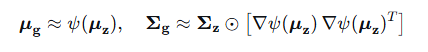 μ_g ≈ ψ(μ_z), Σ_g ≈ Σ_z ⊙ [∇ψ(μ_z) ∇ψ(μ_z)^T]